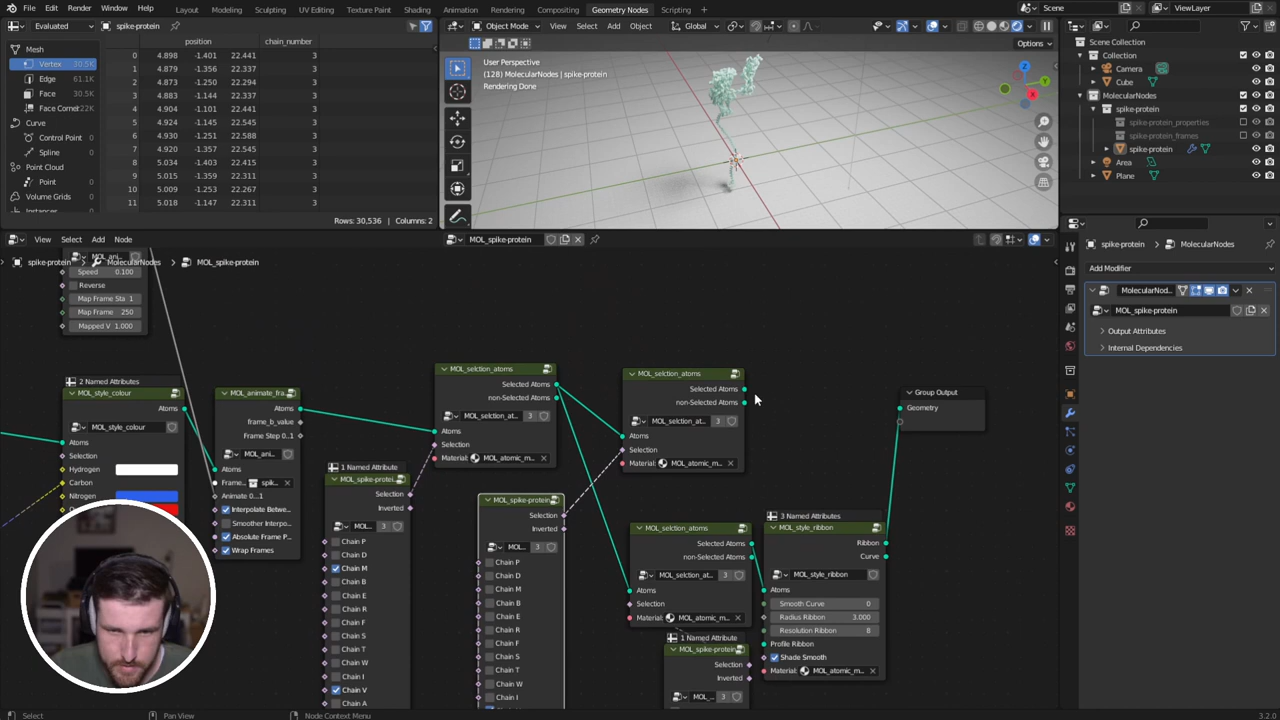 File Edit Render Window Help
Layout Modeling Sculpting UV Editing Texture Paint Shading Animation Rendering Compositing Geometry Nodes Scripting
Scene
ViewLayer
Evaluated
spike-protein
Mesh
Vertex 30.5K
Edge 61.1K
Face 30.5K
Face Corner 122K
Curve
Control Point 0
Spline 0
Point Cloud
Point 0
Volume Grids
position chain_number
0 4.898 -1.401 22.441 3
1 4.879 -1.356 22.337 3
2 4.873 -1.250 22.294 3
3 4.883 -1.144 22.337 3
4 4.904 -1.101 22.441 3
5 4.924 -1.145 22.545 3
6 4.930 -1.251 22.588 3
7 4.920 -1.357 22.545 3
8 5.034 -1.403 22.415 3
9 5.015 -1.359 22.311 3
10 5.009 -1.253 22.267 3
11 5.018 -1.147 22.311 3
Rows: 30,536 | Columns: 2
Object Mode
View Select Add Object
Global
Options
User Perspective
(128) MolecularNodes | spike-protein
Rendering Done
Z
Y
X
Scene Collection
Collection
Camera
Cube
MolecularNodes
spike-protein
spike-protein_properties
spike-protein_frames
spike-protein
Area
Plane
View Select Add Node
MOL_spike-protein
spike-protein > MolecularNodes > MOL_spike-protein
MOL_ani..
Speed 0.100
Reverse
Map Frame Sta 1
Map Frame 250
Mapped V 1.000
2 Named Attributes
MOL_style_colour
Atoms
MOL_style_colour
Atoms
Selection
Hydrogen
Carbon
Nitrogen
MOL_animate_fra..
Atoms
frame_b_value
Frame Step 0..1
MOL_ani..
Atoms
Frame.. spik..
Animate 0...1
Interpolate Betwe..
Smoother Interpo..
Absolute Frame P..
Wrap Frames
1 Named Attribute
MOL_spike-protei..
Selection
Inverted
MOL... 3
Chain P
Chain D
Chain M
Chain B
Chain E
Chain R
Chain F
Chain S
Chain T
Chain W
Chain I
Chain V
Chain A
MOL_selction_atoms
Selected Atoms
non-Selected Atoms
MOL_selction_at.. 3
Atoms
Selection
Material: MOL_atomic_m..
MOL_spike-protein
Selection
Inverted
MOL... 3
Chain P
Chain D
Chain M
Chain B
Chain E
Chain R
Chain F
Chain S
Chain T
Chain W
Chain I
MOL_selction_atoms
Selected Atoms
non-Selected Atoms
MOL_selction_at.. 3
Atoms
Selection
Material: MOL_atomic_m..
MOL_selction_atoms
Selected Atoms
non-Selected Atoms
MOL_selction_at.. 3
Atoms
Selection
Material: MOL_atomic_m..
1 Named Attribute
MOL_spike-protein
Selection
Inverted
MOL_.. 3
3 Named Attributes
MOL_style_ribbon
Ribbon
Curve
MOL_style_ribbon
Atoms
Smooth Curve 0
Radius Ribbon 3.000
Resolution Ribbon 8
Profile Ribbon
Shade Smooth
Material: MOL_atomic_m..
Group Output
Geometry
spike-protein > MolecularNodes
Add Modifier
MolecularNod..
MOL_spike-protein
Output Attributes
Internal Dependencies
Select
Pan View
Node Context Menu
3.2.0